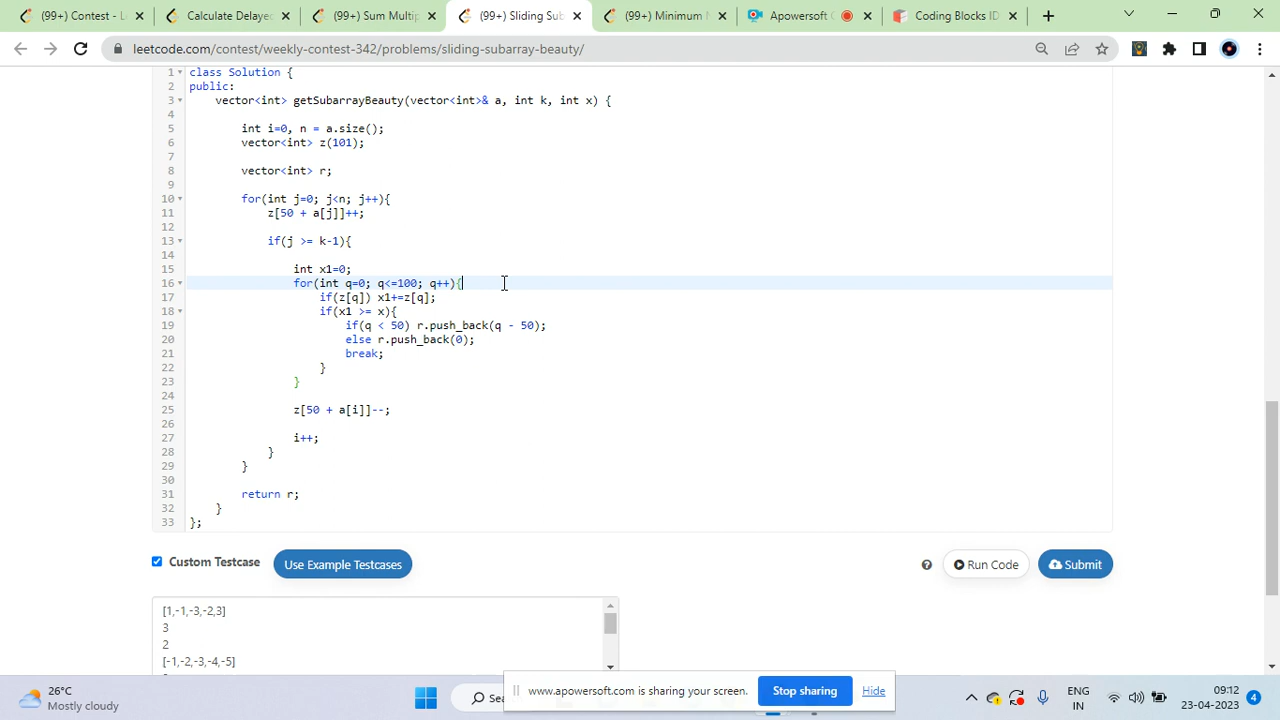 (99+) Contest - L
Calculate Delayed
(99+) Sum Multip
(99+) Sliding Sub
(99+) Minimum N
Apowersoft
Coding Blocks ID
leetcode.com/contest/weekly-contest-342/problems/sliding-subarray-beauty/
1 class Solution {
2 public:
3 vector<int> getSubarrayBeauty(vector<int>& a, int k, int x) {
4
5 int i=0, n = a.size();
6 vector<int> z(101);
7
8 vector<int> r;
9
10 for(int j=0; j<n; j++){
11 z[50 + a[j]]++;
12
13 if(j >= k-1){
14
15 int x1=0;
16 for(int q=0; q<=100; q++){
17 if(z[q]) x1+=z[q];
18 if(x1 >= x){
19 if(q < 50) r.push_back(q - 50);
20 else r.push_back(0);
21 break;
22 }
23 }
24
25 z[50 + a[i]]--;
26
27 i++;
28 }
29 }
30
31 return r;
32 }
33 };
Custom Testcase
Use Example Testcases
Run Code
Submit
[1,-1,-3,-2,3]
3
2
[-1,-2,-3,-4,-5]
www.apowersoft.com is sharing your screen.
Stop sharing
Hide
26°C
Mostly cloudy
Sea
ENG
IN
09:12
23-04-2023
4